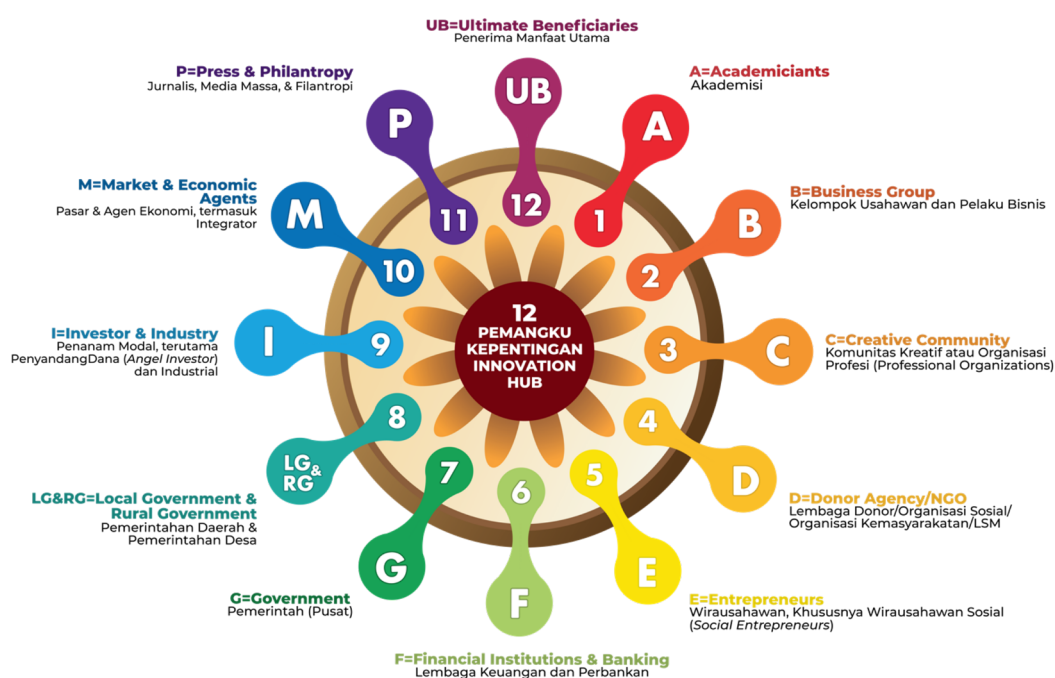 UB=Ultimate Beneficiaries
Penerima Manfaat Utama
P=Press & Philantropy
Jurnalis, Media Massa, & Filantropi
A=Academiciants
Akademisi
UB
P
A
M=Market & Economic
Agents
Pasar & Agen Ekonomi, termasuk
Integrator
B=Business Group
Kelompok Usahawan dan Pelaku Bisnis
M
B
12
11
1
10
2
12
PEMANGKU
KEPENTINGAN
INNOVATION
HUB
I=Investor & Industry
Penanam Modal, terutama
PenyandangDana (Angel Investor)
dan Industrial
I
9
3
C
C=Creative Community
Komunitas Kreatif atau Organisasi
Profesi (Professional Organizations)
8
4
LG&
RG
D
LG&RG=Local Government &
Rural Government
Pemerintahan Daerah &
Pemerintahan Desa
D=Donor Agency/NGO
Lembaga Donor/Organisasi Sosial/
Organisasi Kemasyarakatan/LSM
7
6
5
G
F
E
G=Government
Pemerintah (Pusat)
E=Entrepreneurs
Wirausahawan, Khususnya Wirausahawan Sosial
(Social Entrepreneurs)
F=Financial Institutions & Banking
Lembaga Keuangan dan Perbankan